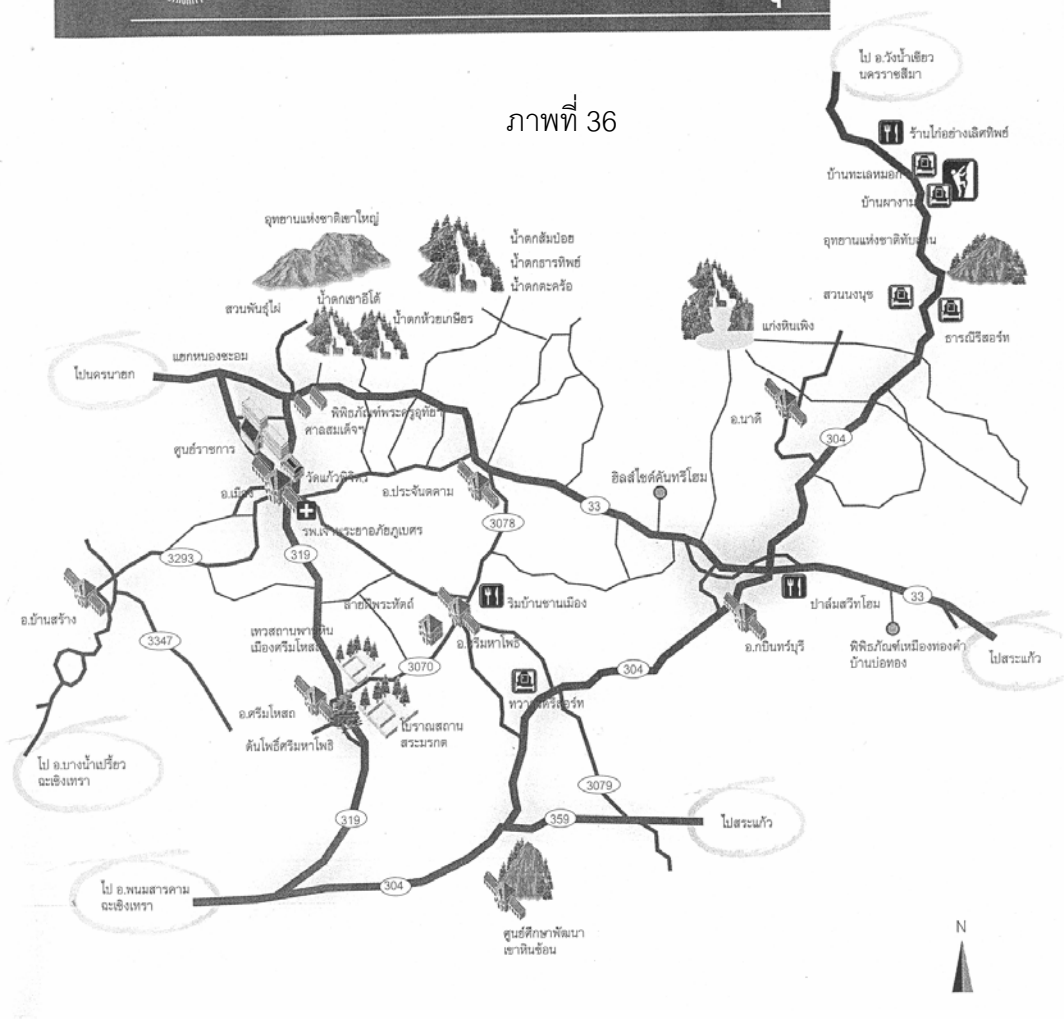 ภาพที่ 36
ไป อ.วังน้ำเขียว
นครราชสีมา
ร้านไก่อย่างเลิศทิพย์
บ้านทะเลหมอก
บ้านผางาม
อุทยานแห่งชาติเขาใหญ่
น้ำตกส้มป่อย
น้ำตกธารทิพย์
น้ำตกตะคร้อ
อุทยานแห่งชาติทับลาน
สวนพันธุ์ไผ่
น้ำตกเขาอีโต้
น้ำตกห้วยเกษียร
สวนนงนุช
ธารณีรีสอร์ท
แก่งหินเพิง
แยกหนองชะอม
ไปนครนายก
พิพิธภัณฑ์พระครูอุทัยฯ
ศาลสมเด็จฯ
อ.นาดี
304
ศูนย์ราชการ
วัดแก้วพิจิตร
อ.เมือง
อ.ประจันตคาม
ฮิลส์ไซด์คันทรีโฮม
33
3078
รพ.เจ้าพระยาอภัยภูเบศร
3293
319
อ.บ้านสร้าง
3347
ริมบ้านชานเมือง
ปาล์มสวีทโฮม
33
เทวสถานพานหิน
เมืองศรีมโหสถ
อ.ศรีมหาโพธิ
อ.กบินทร์บุรี
พิพิธภัณฑ์เหมืองทองคำ
บ้านบ่อทอง
ไปสระแก้ว
3070
304
อ.ศรีมโหสถ
ต้นโพธิ์ศรีมหาโพธิ
โบราณสถาน
สระมรกต
ไป อ.บางน้ำเปรี้ยว
ฉะเชิงเทรา
3079
319
359
ไปสระแก้ว
ไป อ.พนมสารคาม
ฉะเชิงเทรา
304
ศูนย์ศึกษาพัฒนา
เขาหินซ้อน
N